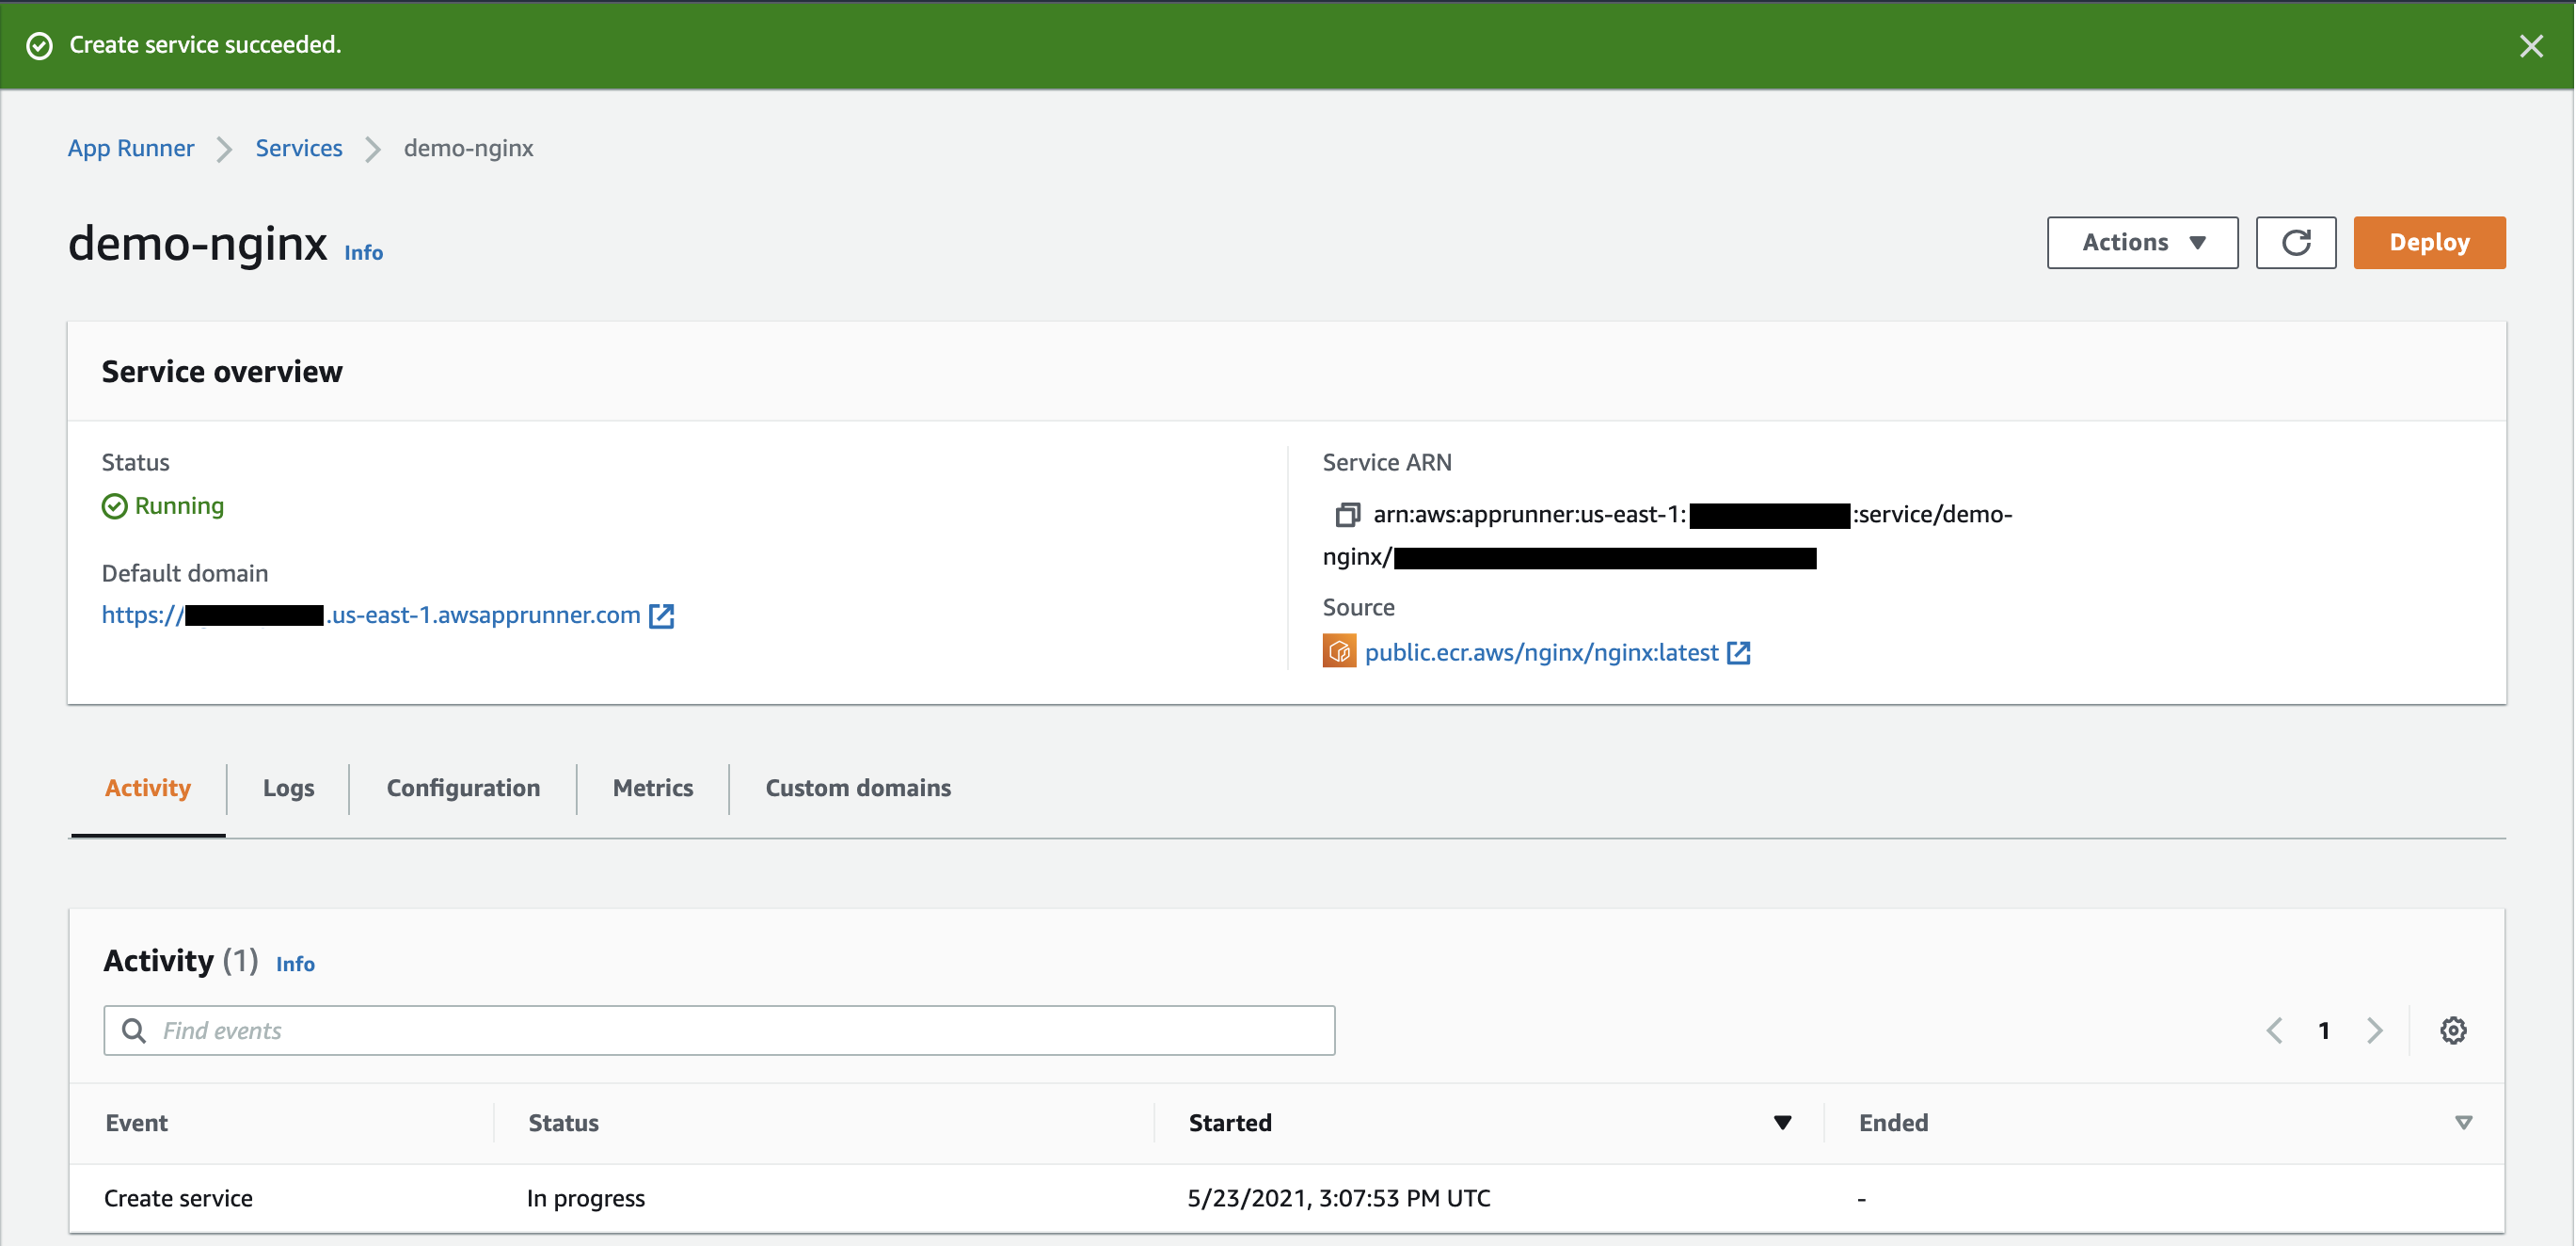 Create service succeeded.
App Runner Services demo-nginx
demo-nginx Info
Actions Deploy
Service overview
Status
Running
Default domain
https://
.us-east-1.awsapprunner.com
Service ARN
arn:aws:apprunner:us-east-1: :service/demo-
nginx/
Source
public.ecr.aws/nginx/nginx:latest
Activity Logs Configuration Metrics Custom domains
Activity (1) Info
Find events
1
Event Status Started Ended
Create service In progress 5/23/2021, 3:07:53 PM UTC -